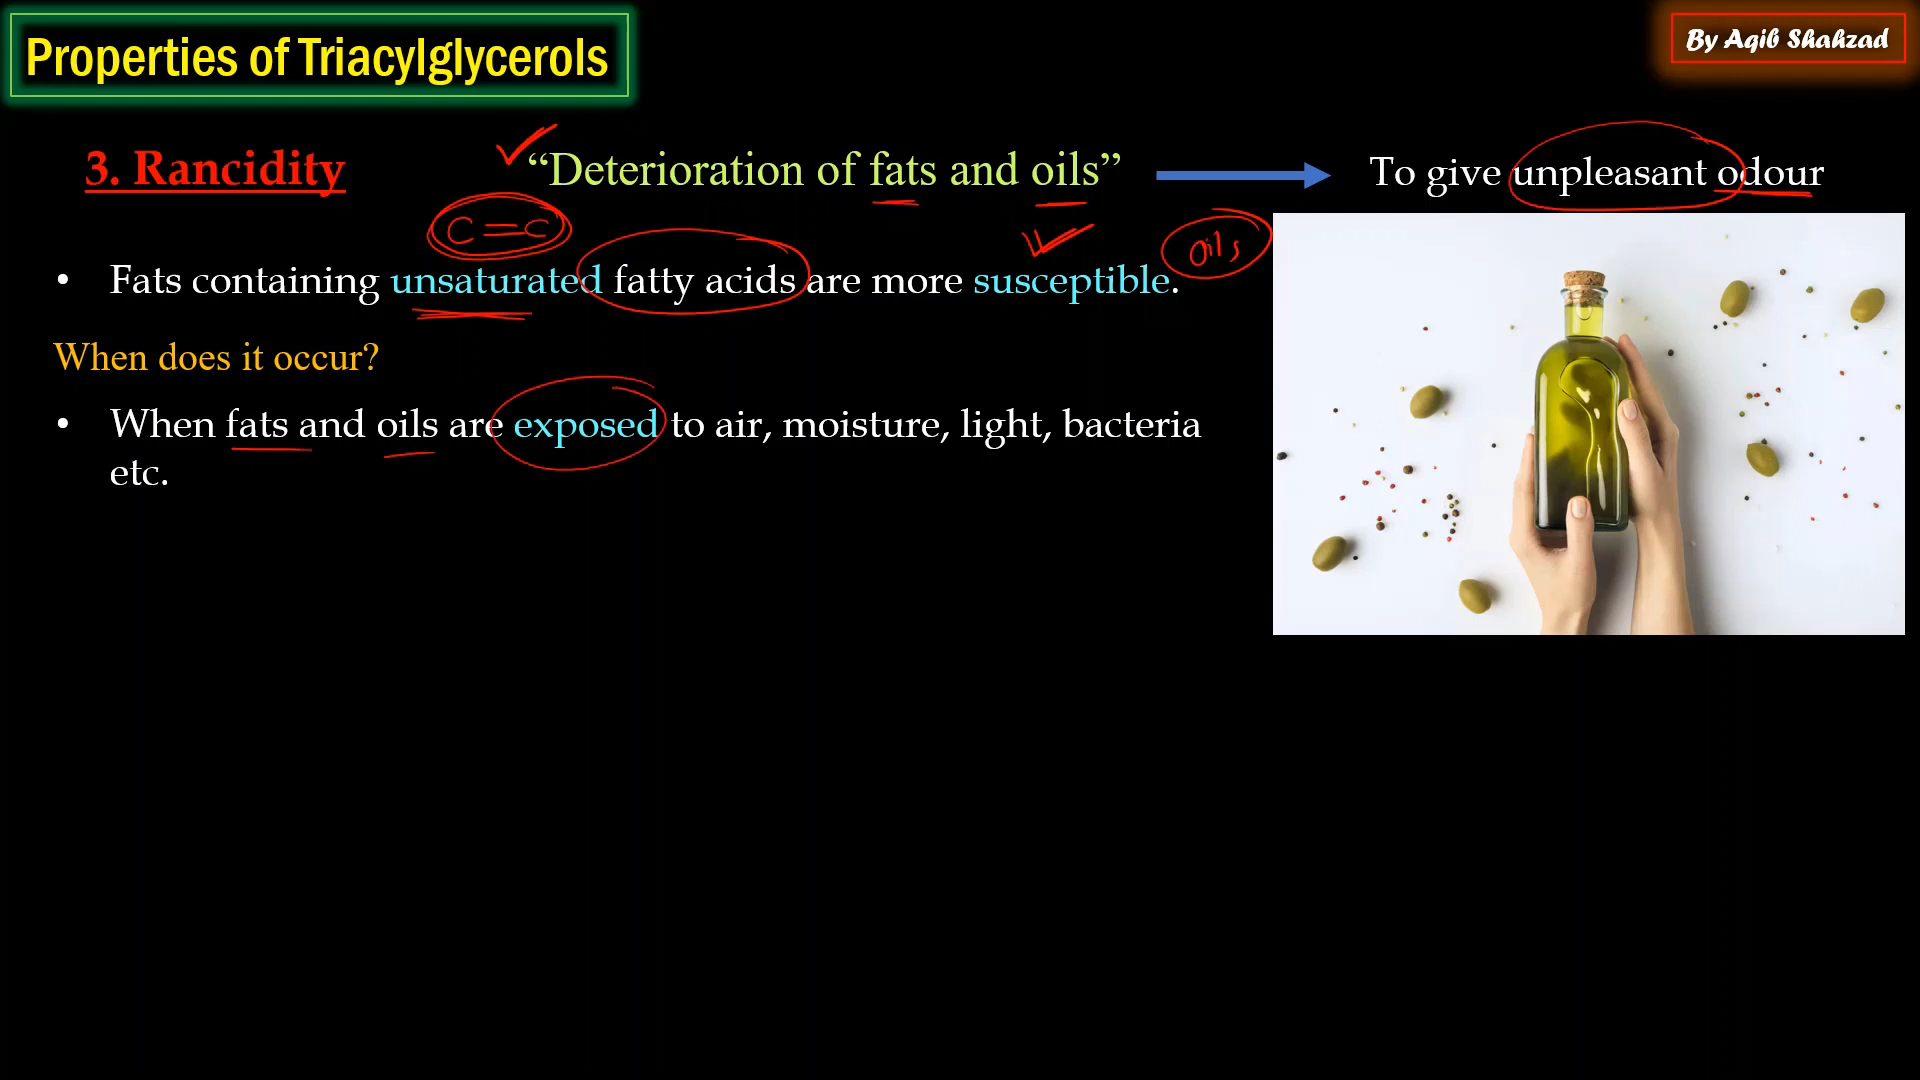 Properties of Triacylglycerols
By Aqib Shahzad
3. Rancidity
“Deterioration of fats and oils”
To give unpleasant odour
C = C
oils
• Fats containing unsaturated fatty acids are more susceptible.
When does it occur?
• When fats and oils are exposed to air, moisture, light, bacteria
etc.